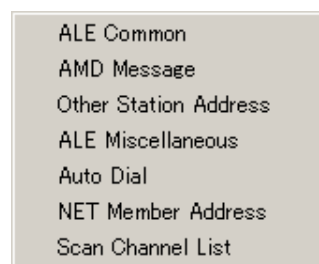 ALE Common
AMD Message
Other Station Address
ALE Miscellaneous
Auto Dial
NET Member Address
Scan Channel List